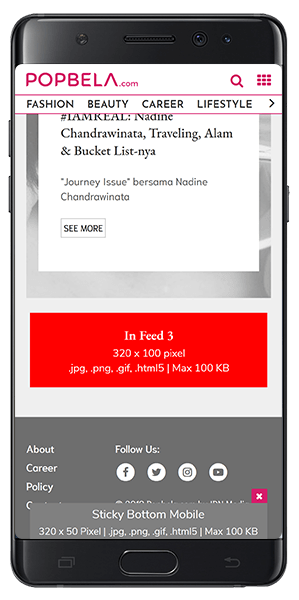 POPBELA.com
FASHION BEAUTY CAREER LIFESTYLE
#IAMREAL: Nadine
Chandrawinata, Traveling, Alam
& Bucket List-nya
"Journey Issue" bersama Nadine
Chandrawinata
SEE MORE
In Feed 3
320 x 100 pixel
.jpg, .png, .gif, .html5 | Max 100 KB
About
Follow Us:
Career
Policy
Sticky Bottom Mobile
320 x 50 Pixel | .jpg, .png, .gif, .html5 | Max 100 KB